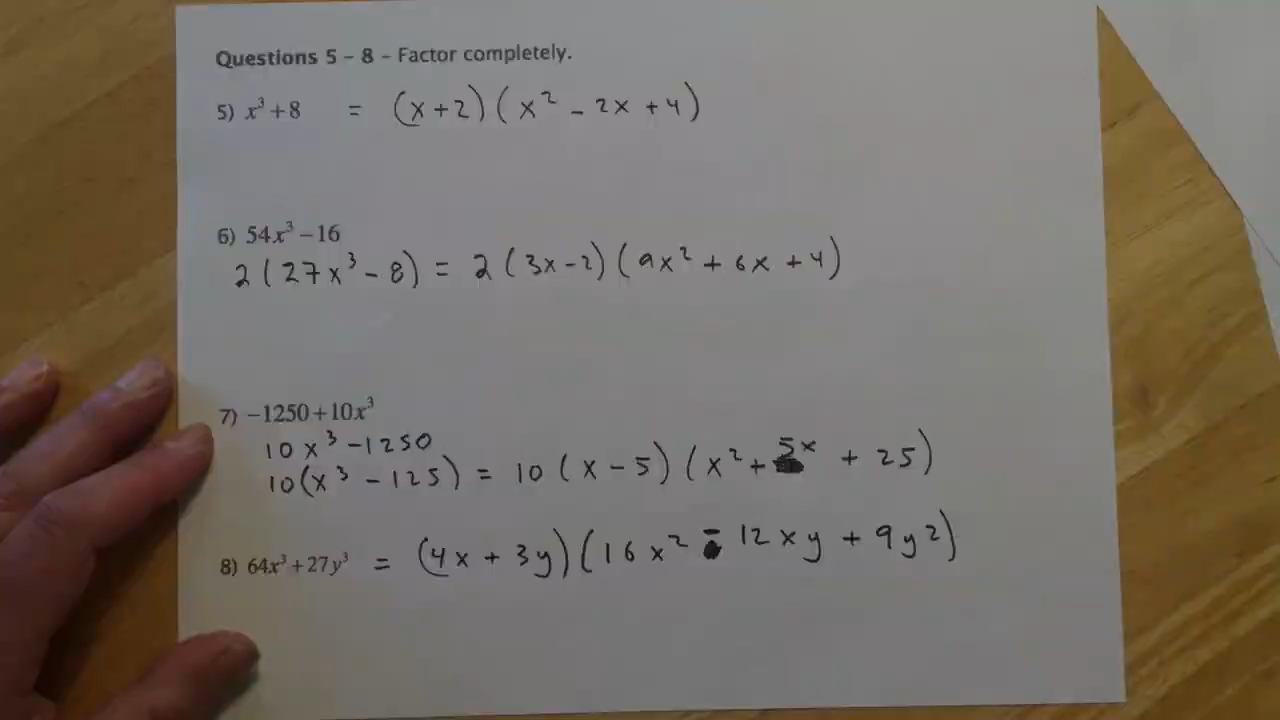 Questions 5 – 8 – Factor completely.
5) x³+8 = (x+2)(x² - 2x + 4)
6) 54x³−16
2(27x³ - 8) = 2(3x-2)(9x² + 6x + 4)
7) −1250+10x³
10x³ -1250
10(x³ - 125) = 10(x - 5)(x² + 5x + 25)
8) 64x³+27y³ = (4x + 3y)(16x² - 12xy + 9y²)